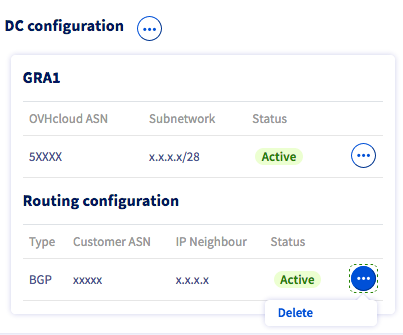 DC configuration
GRA1
OVHcloud ASN Subnetwork Status
5XXXX x.x.x.x/28 Active
Routing configuration
Type Customer ASN IP Neighbour Status
BGP xxxxx x.x.x.x Active
Delete